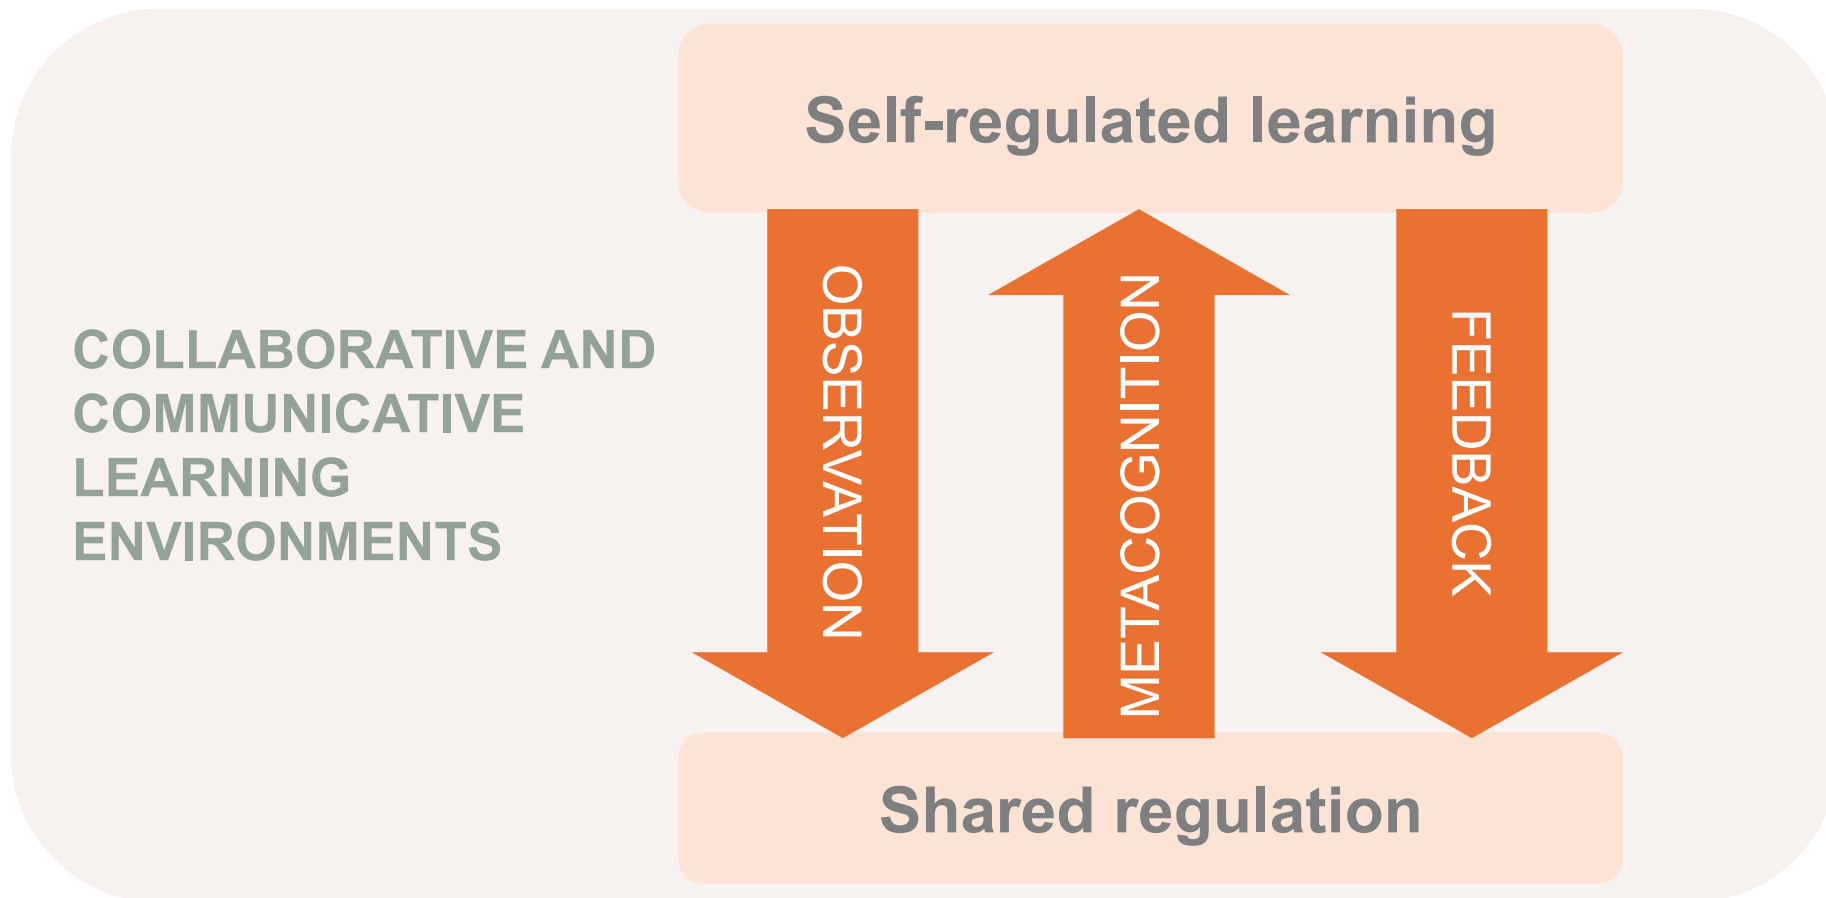 Self-regulated learning
COLLABORATIVE AND
COMMUNICATIVE
LEARNING
ENVIRONMENTS
OBSERVATION
METACOGNITION
FEEDBACK
Shared regulation